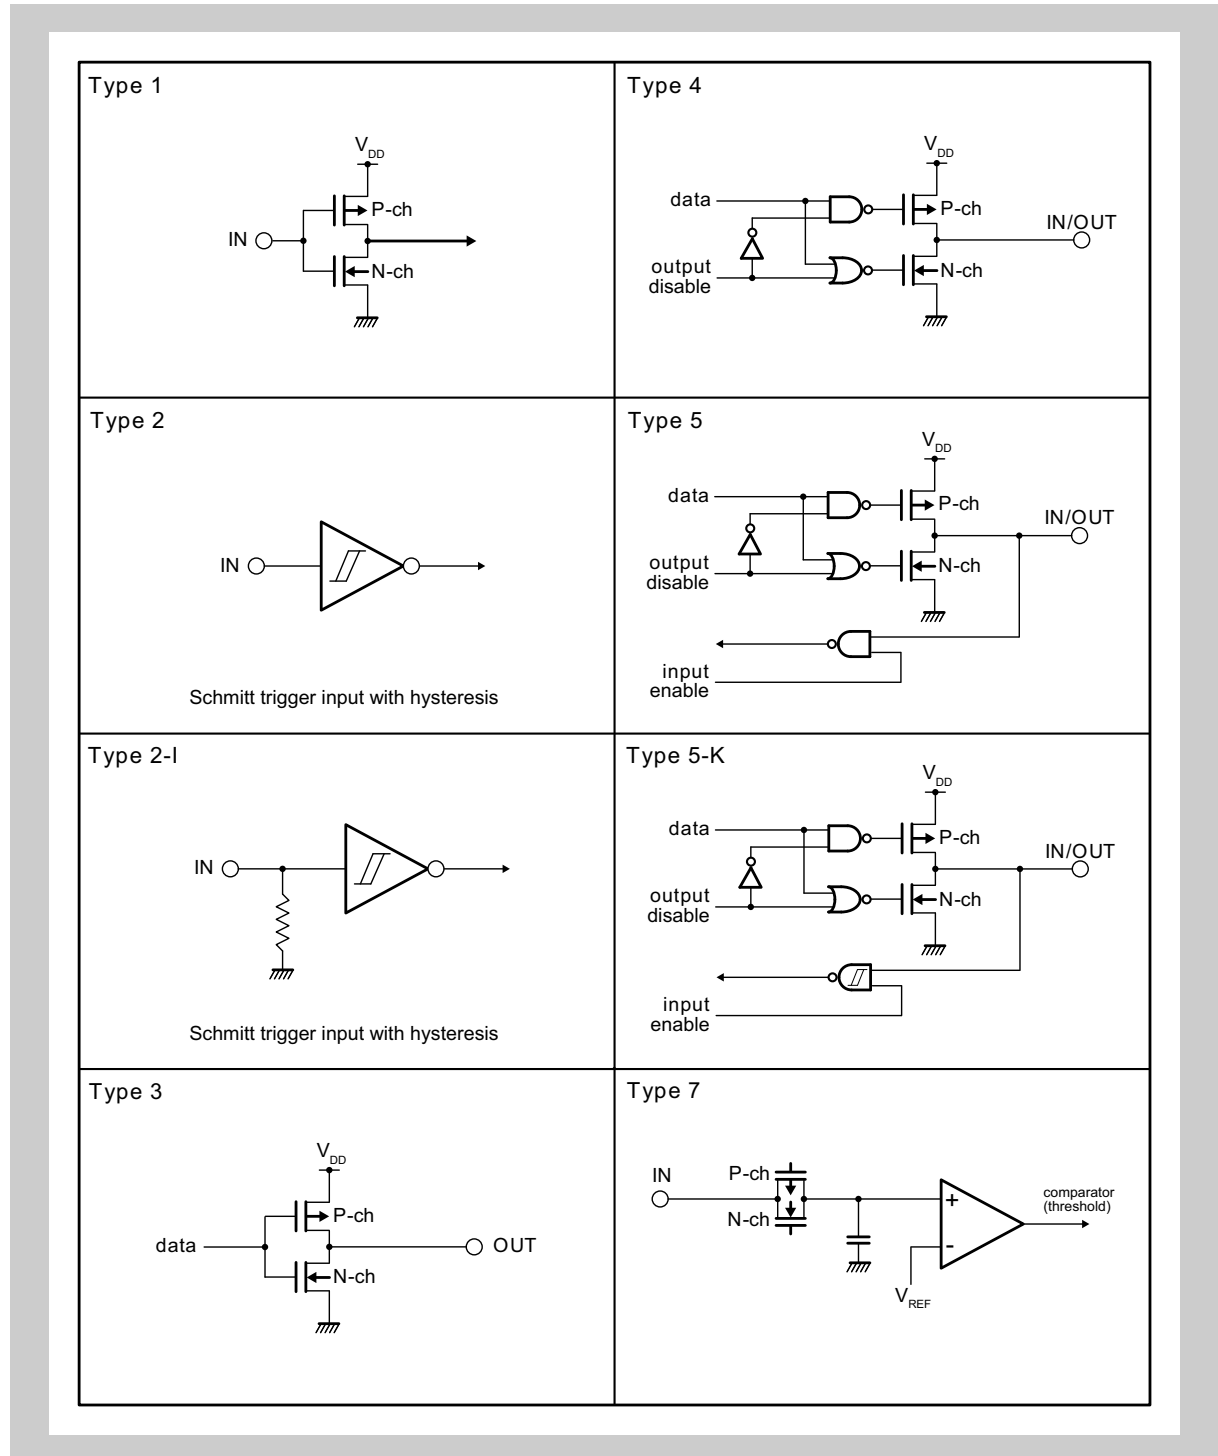 Type 1
VDD
P-ch
IN
N-ch
Type 4
VDD
data
P-ch
IN/OUT
output
disable
N-ch
Type 2
IN
Schmitt trigger input with hysteresis
Type 5
VDD
data
P-ch
IN/OUT
output
disable
N-ch
input
enable
Type 2-I
IN
Schmitt trigger input with hysteresis
Type 5-K
VDD
data
P-ch
IN/OUT
output
disable
N-ch
input
enable
Type 3
VDD
P-ch
data
OUT
N-ch
Type 7
IN
P-ch
N-ch
+
-
comparator
(threshold)
VREF